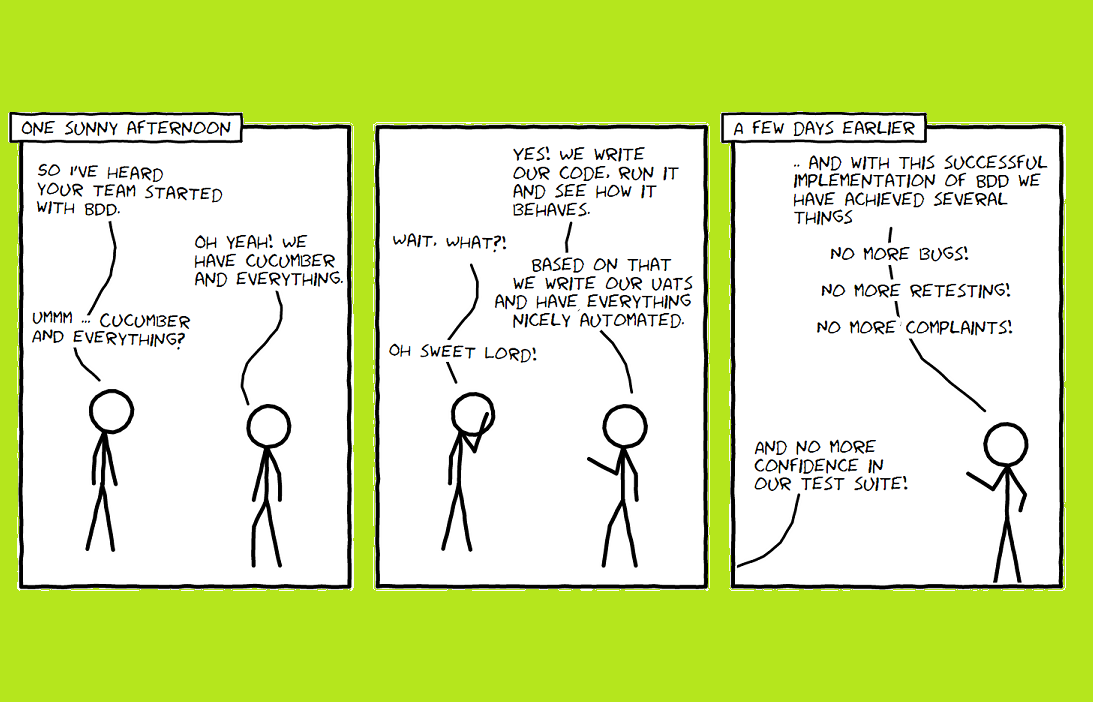 ONE SUNNY AFTERNOON
SO I'VE HEARD
YOUR TEAM STARTED
WITH BDD.
OH YEAH! WE
HAVE CUCUMBER
AND EVERYTHING.
UMMM ... CUCUMBER
AND EVERYTHING?
YES! WE WRITE
OUR CODE, RUN IT
AND SEE HOW IT
BEHAVES.
WAIT, WHAT?!
BASED ON THAT
WE WRITE OUR UATS
AND HAVE EVERYTHING
NICELY AUTOMATED.
OH SWEET LORD!
A FEW DAYS EARLIER
.. AND WITH THIS SUCCESSFUL
IMPLEMENTATION OF BDD WE
HAVE ACHIEVED SEVERAL
THINGS
NO MORE BUGS!
NO MORE RETESTING!
NO MORE COMPLAINTS!
AND NO MORE
CONFIDENCE IN
OUR TEST SUITE!